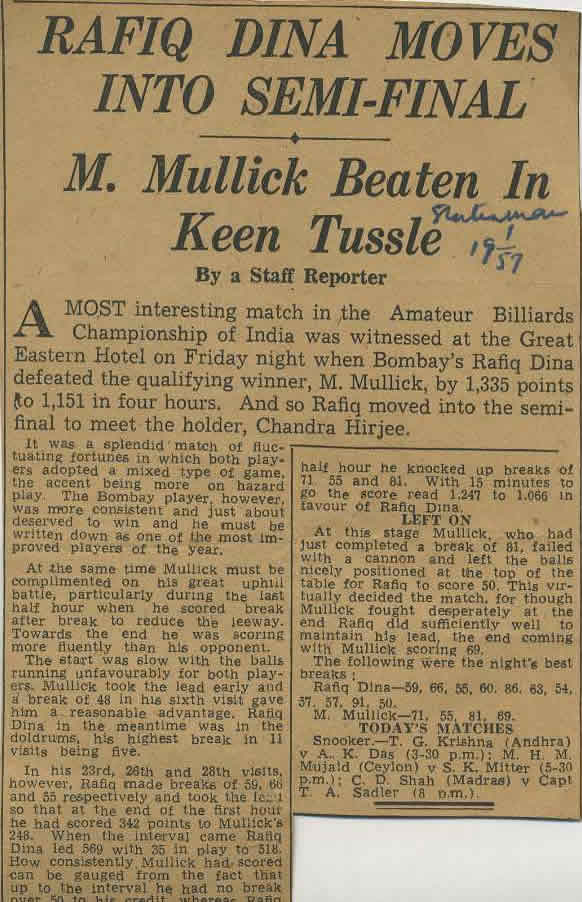 RAFIQ DINA MOVES
INTO SEMI-FINAL
M. Mullick Beaten In
Keen Tussle
Statesman
19/1/57
By a Staff Reporter
A MOST interesting match in the Amateur Billiards
Championship of India was witnessed at the Great
Eastern Hotel on Friday night when Bombay's Rafiq Dina
defeated the qualifying winner, M. Mullick, by 1,335 points
to 1,151 in four hours. And so Rafiq moved into the semi-
final to meet the holder, Chandra Hirjee.
It was a splendid match of fluc-
tuating fortunes in which both play-
ers adopted a mixed type of game,
the accent being more on hazard
play. The Bombay player, however,
was more consistent and just about
deserved to win and he must be
written down as one of the most im-
proved players of the year.
At the same time Mullick must be
complimented on his great uphill
battle, particularly during the last
half hour when he scored break
after break to reduce the leeway.
Towards the end he was scoring
more fluently than his opponent.
The start was slow with the balls
running unfavourably for both play-
ers. Mullick took the lead early and
a break of 48 in his sixth visit gave
him a reasonable advantage. Rafiq
Dina in the meantime was in the
doldrums, his highest break in 11
visits being five.
In his 23rd, 26th and 28th visits,
however, Rafiq made breaks of 59, 66
and 55 respectively and took the
so that at the end of the first hour
he had scored 342 points to Mullick's
248. When the interval came Rafiq
Dina led 569 with 35 in play to 518.
How consistently Mullick had scored
can be gauged from the fact that
up to the interval he had no break
over 50 to his credit, whereas Rafiq
half hour he knocked up breaks of
71 55 and 81. With 15 minutes to
go the score read 1.247 to 1.066 in
favour of Rafiq Dina.
LEFT ON
At this stage Mullick, who had
just completed a break of 81, failed
with a cannon and left the balls
nicely positioned at the top of the
table for Rafiq to score 50. This vir-
tually decided the match, for though
Mullick fought desperately at the
end Rafiq did sufficiently well to
maintain his lead, the end coming
with Mullick scoring 69.
The following were the night's best
breaks :
Rafiq Dina—59, 66, 55, 60. 86. 63, 54,
57, 57, 91, 50.
M. Mullick—71, 55, 81, 69.
TODAY'S MATCHES
Snooker.—T. G. Krishna (Andhra)
v A. K. Das (3-30 p.m.); M. H. M.
Mujaid (Ceylon) v S. K. Mitter (5-30
p.m.); C. D. Shah (Madras) v Capt
T. A. Sadler (8 p.m.).